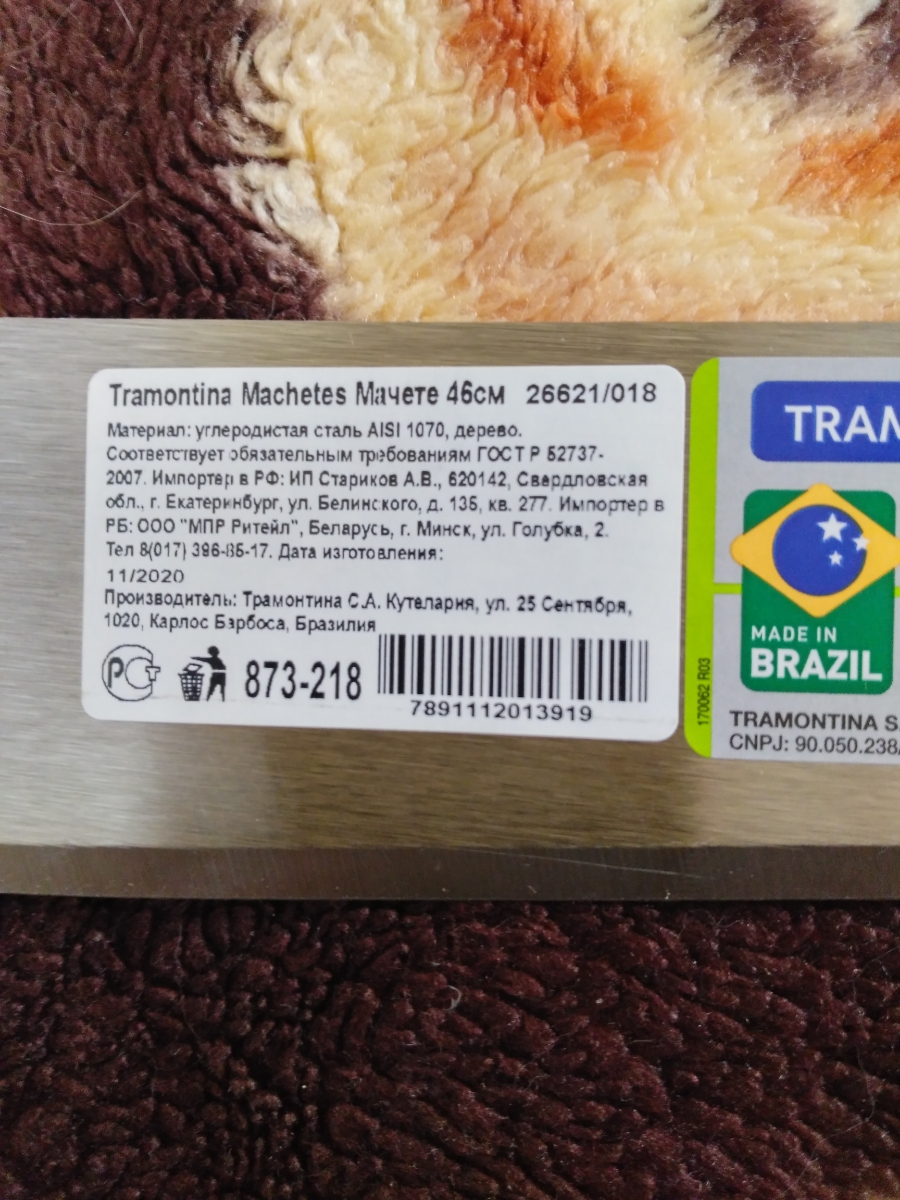 Tramontina Machetes Мачете 46см 26621/018
Материал: углеродистая сталь AISI 1070, дерево.
Соответствует обязательным требованиям ГОСТ Р 52737-
2007. Импортер в РФ: ИП Стариков А.В., 620142, Свердловская
обл., г. Екатеринбург, ул. Белинского, д. 135, кв. 277. Импортер в
РБ: ООО "МПР Ритейл", Беларусь, г. Минск, ул. Голубка, 2.
Тел 8(017) 396-85-17. Дата изготовления:
11/2020
Производитель: Трамонтина С.А. Кутелария, ул. 25 Сентября,
1020, Карлос Барбоса, Бразилия
РСТ 873-218
7891112013919
170062 R03
TRAM
MADE IN
BRAZIL
TRAMONTINA S
CNPJ: 90.050.238/